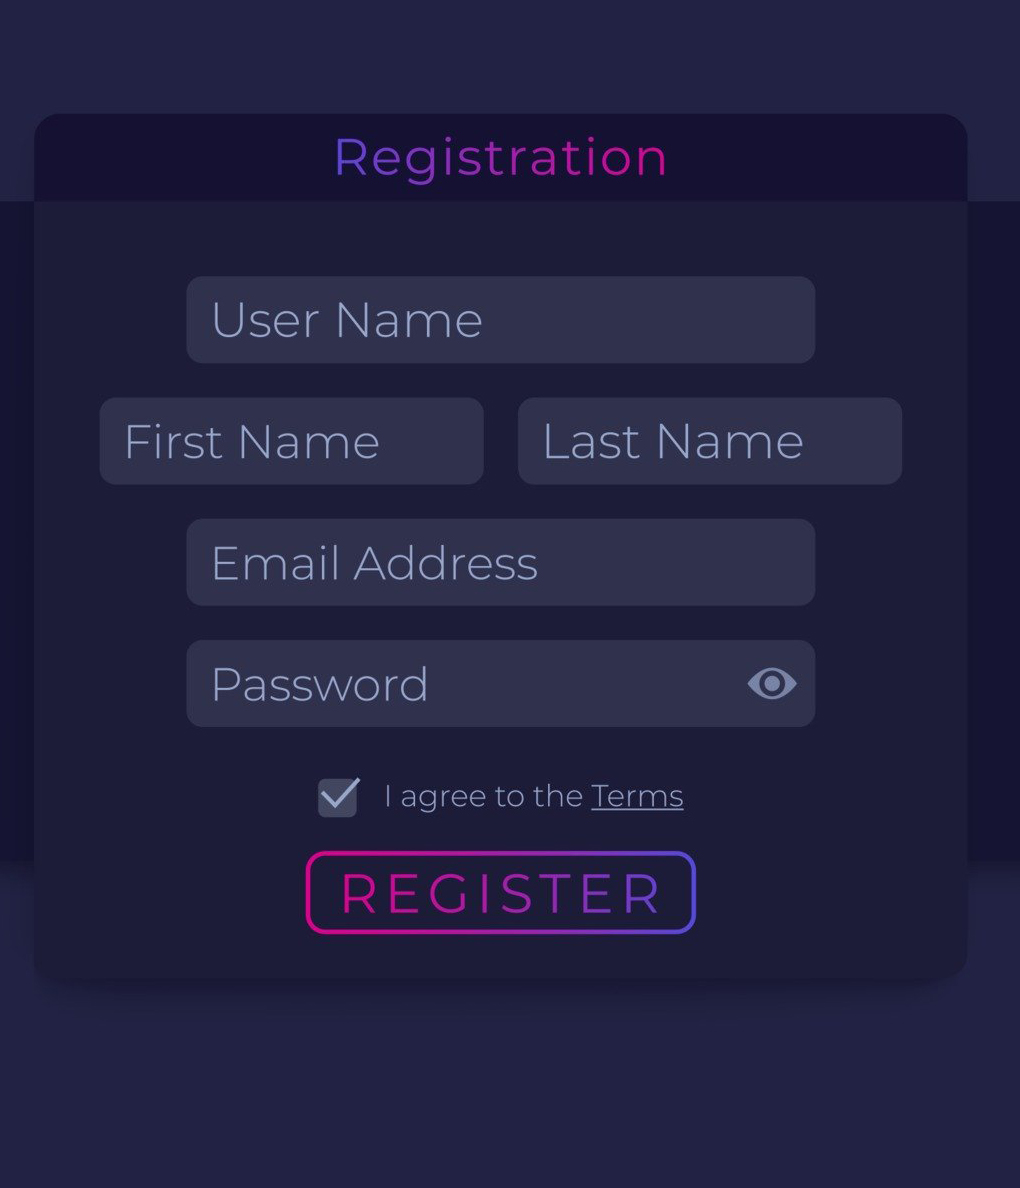 Registration
User Name
First Name
Last Name
Email Address
Password
I agree to the Terms
REGISTER